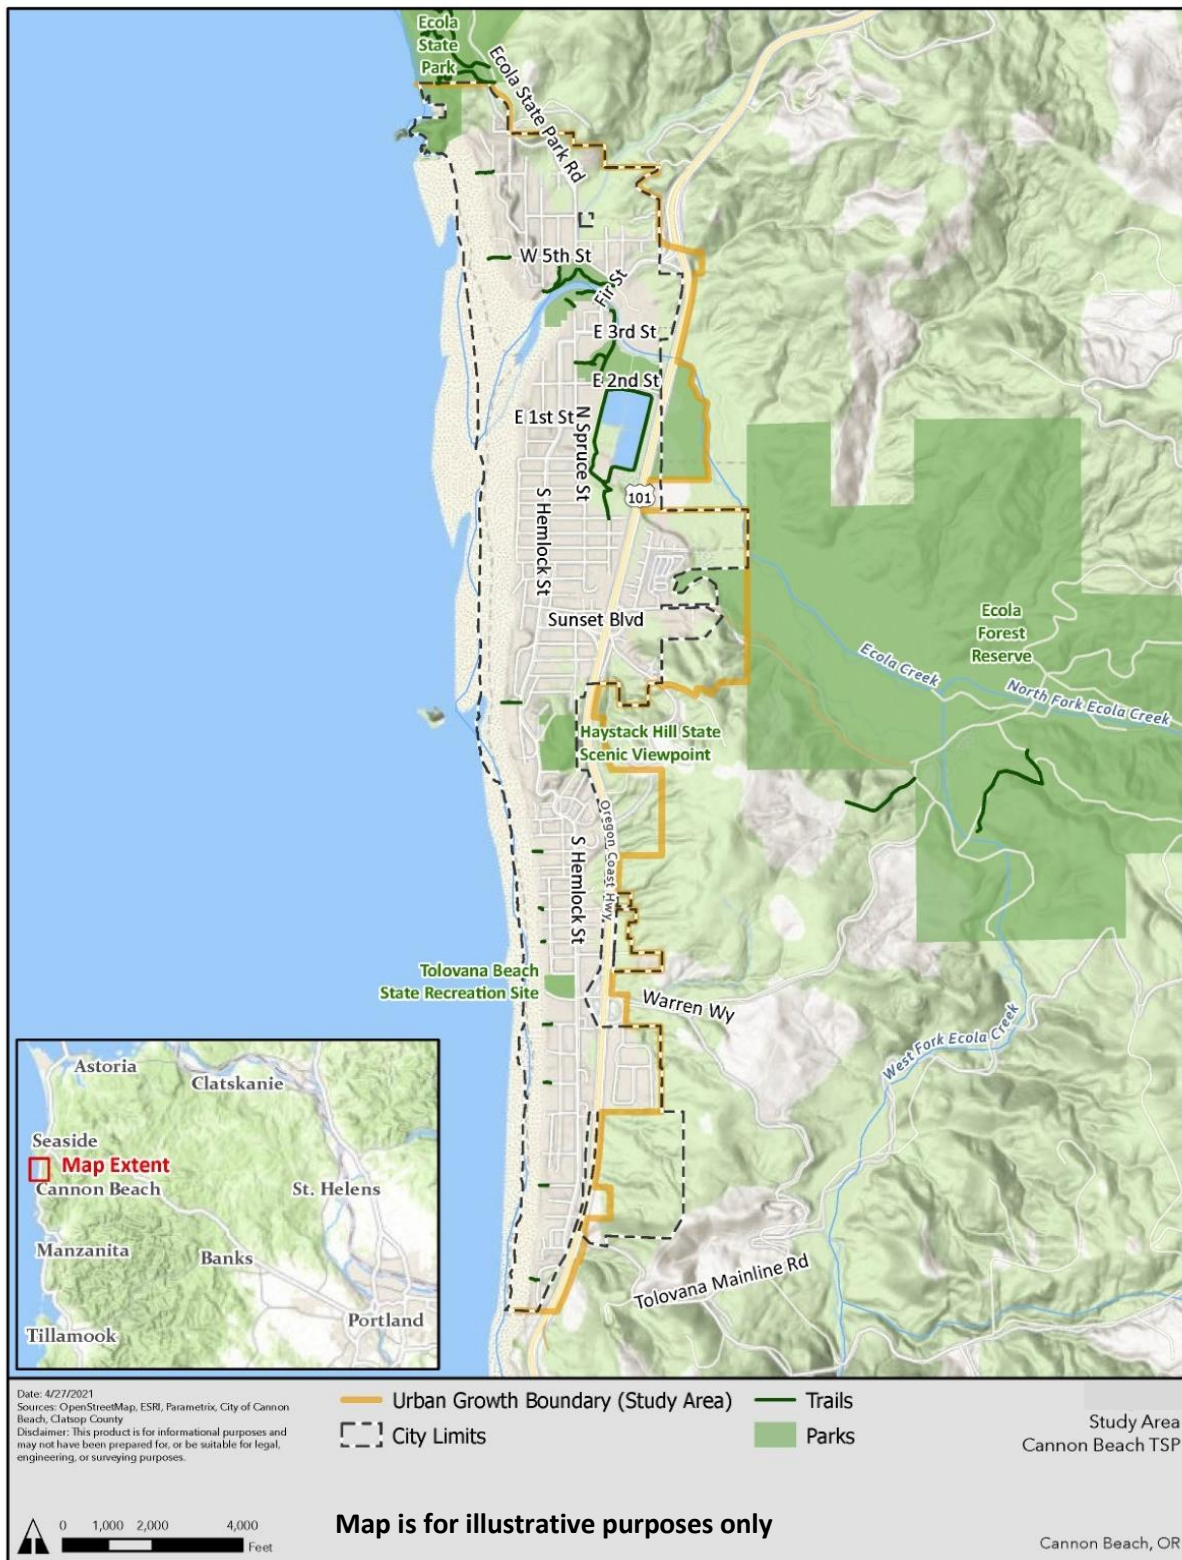 Ecola
State
Park
Ecola State Park Rd
W 5th St
Fir St
E 3rd St
E 2nd St
E 1st St
N Spruce St
101
S Hemlock St
Sunset Blvd
Ecola
Forest
Reserve
Ecola Creek
North Fork Ecola Creek
Haystack Hill State
Scenic Viewpoint
Oregon Coast Hwy
S Hemlock St
Tolovana Beach
State Recreation Site
Warren Wy
West Fork Ecola Creek
Tolovana Mainline Rd
Astoria
Clatskanie
Seaside
Map Extent
Cannon Beach
St. Helens
Manzanita
Banks
Portland
Tillamook
Date: 4/27/2021
Sources: OpenStreetMap, ESRI, Parametrix, City of Cannon
Beach, Clatsop County
Disclaimer: This product is for informational purposes and
may not have been prepared for, or be suitable for legal,
engineering, or surveying purposes.
Urban Growth Boundary (Study Area)
City Limits
Trails
Parks
Study Area
Cannon Beach TSP
0 1,000 2,000 4,000
Feet
Map is for illustrative purposes only
Cannon Beach, OR